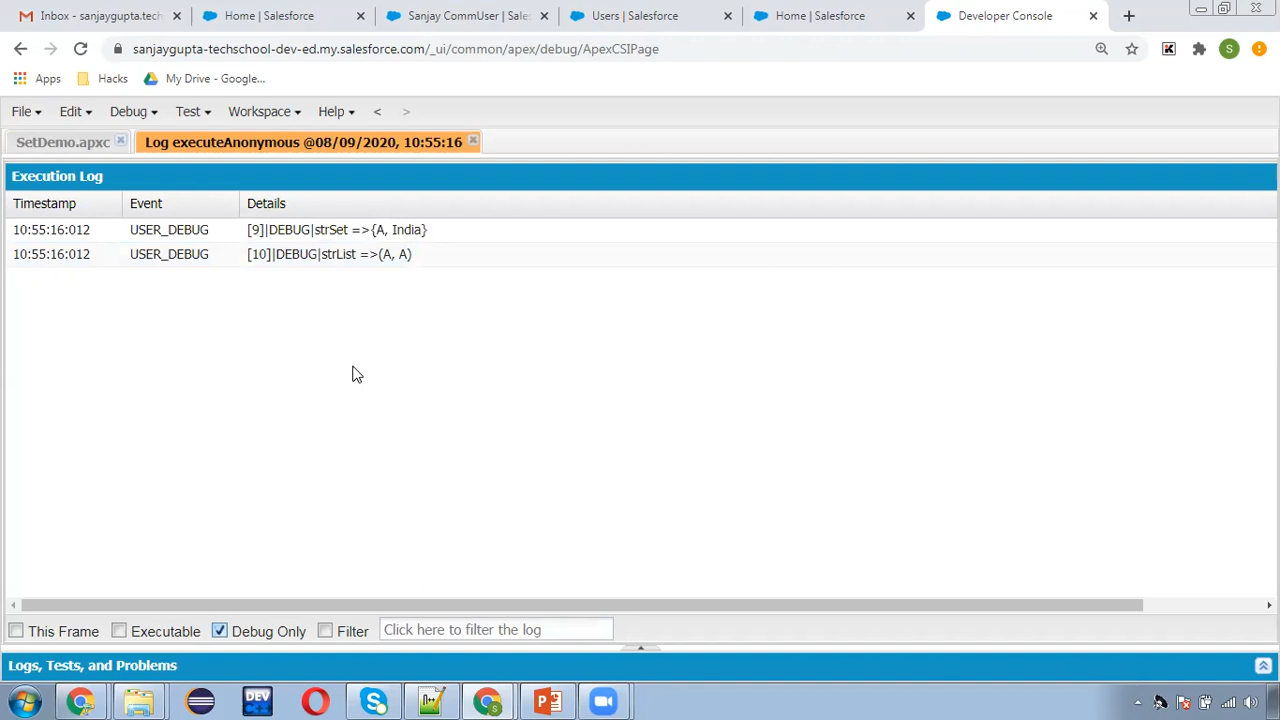 Inbox - sanjaygupta.tech
Home | Salesforce
Sanjay CommUser | Sale
Users | Salesforce
Home | Salesforce
Developer Console
sanjaygupta-techschool-dev-ed.my.salesforce.com/_ui/common/apex/debug/ApexCSIPage
K
S
Apps
Hacks
My Drive - Google...
File
Edit
Debug
Test
Workspace
Help
<
>
SetDemo.apxc
Log executeAnonymous @08/09/2020, 10:55:16
Execution Log
Timestamp Event Details
10:55:16:012 USER_DEBUG [9]|DEBUG|strSet =>{A, India}
10:55:16:012 USER_DEBUG [10]|DEBUG|strList =>(A, A)
This Frame
Executable
Debug Only
Filter
Click here to filter the log
Logs, Tests, and Problems
DEV
C++